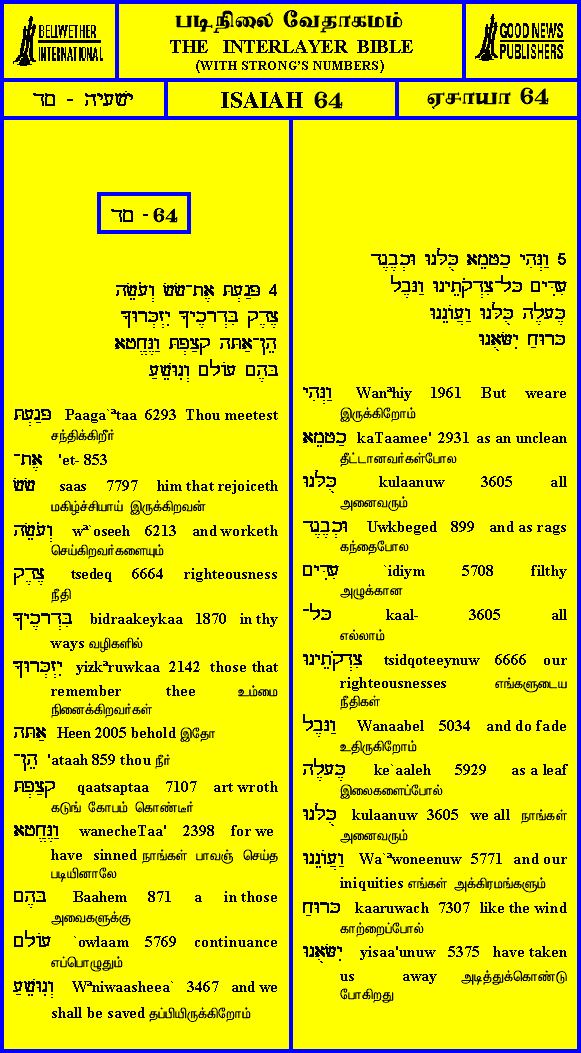 BELLWETHER
INTERNATIONAL
படிநிலை வேதாகமம்
THE INTERLAYER BIBLE
(WITH STRONG'S NUMBERS)
GOOD NEWS
PUBLISHERS
ישעיה - סד
ISAIAH 64
ஏசாயா 64
סד - 64
4 פָּגַעְתָּ אֶת־שָׂשׂ וְעֹשֵׂה
צֶדֶק בִּדְרָכֶיךָ יִזְכְּרוּךָ
הֵן־אַתָּה קָצַפְתָּ וַנֶּחֱטָא
בָּהֶם עוֹלָם וְנִוָּשֵׁעַ
פָּגַעְתָּ Paaga`ªtaa 6293 Thou meetest
சந்திக்கிறீர்
אֶת־ 'et- 853
שָׂשׂ saas 7797 him that rejoiceth
மகிழ்ச்சியாய் இருக்கிறவன்
וְעֹשֵׂה wª`oseeh 6213 and worketh
செய்கிறவர்களையும்
צֶדֶק tsedeq 6664 righteousness
நீதி
בִּדְרָכֶיךָ bidraakeykaa 1870 in thy
ways வழிகளில்
יִזְכְּרוּךָ yizkªruwkaa 2142 those that
remember thee உம்மை
நினைக்கிறவர்கள்
אַתָּה Heen 2005 behold இதோ
הֵן־ 'ataah 859 thou நீர்
קָצַפְתָּ qaatsaptaa 7107 art wroth
கடுங் கோபம் கொண்டீர்
וַנֶּחֱטָא wanecheTaa' 2398 for we
have sinned நாங்கள் பாவஞ் செய்த
படியினாலே
בָּהֶם Baahem 871 a in those
அவைகளுக்கு
עוֹלָם `owlaam 5769 continuance
எப்பொழுதும்
וְנִוָּשֵׁעַ Wªniwaasheea` 3467 and we
shall be saved தப்பியிருக்கிறோம்
5 וַנְּהִי כַטָּמֵא כֻּלָּנוּ וּכְבֶגֶד
עִדִּים כָּל־צִדְקֹתֵינוּ וַנָּבֶל
כֶּעָלֶה כֻּלָּנוּ וַעֲוֹנֵנוּ
כָּרוּחַ יִשָּׂאֻנוּ
וַנְּהִי Wanªhiy 1961 But weare
இருக்கிறோம்
כַטָּמֵא kaTaamee' 2931 as an unclean
தீட்டானவர்கள்போல
כֻּלָּנוּ kulaanuw 3605 all
அனைவரும்
וּכְבֶגֶד Uwkbeged 899 and as rags
கந்தைபோல
עִדִּים `idiym 5708 filthy
அழுக்கான
כָּל־ kaal- 3605 all
எல்லாம்
צִדְקֹתֵינוּ tsidqoteeynuw 6666 our
righteousnesses எங்களுடைய
நீதிகள்
וַנָּבֶל Wanaabel 5034 and do fade
உதிருகிறோம்
כֶּעָלֶה ke`aaleh 5929 as a leaf
இலைகளைப்போல்
כֻּלָּנוּ kulaanuw 3605 we all நாங்கள்
அனைவரும்
וַעֲוֹנֵנוּ Wa`ªwoneenuw 5771 and our
iniquities எங்கள் அக்கிரமங்களும்
כָּרוּחַ kaaruwach 7307 like the wind
காற்றைப்போல்
יִשָּׂאֻנוּ yisaa'unuw 5375 have taken
us away அடித்துக்கொண்டு
போகிறது